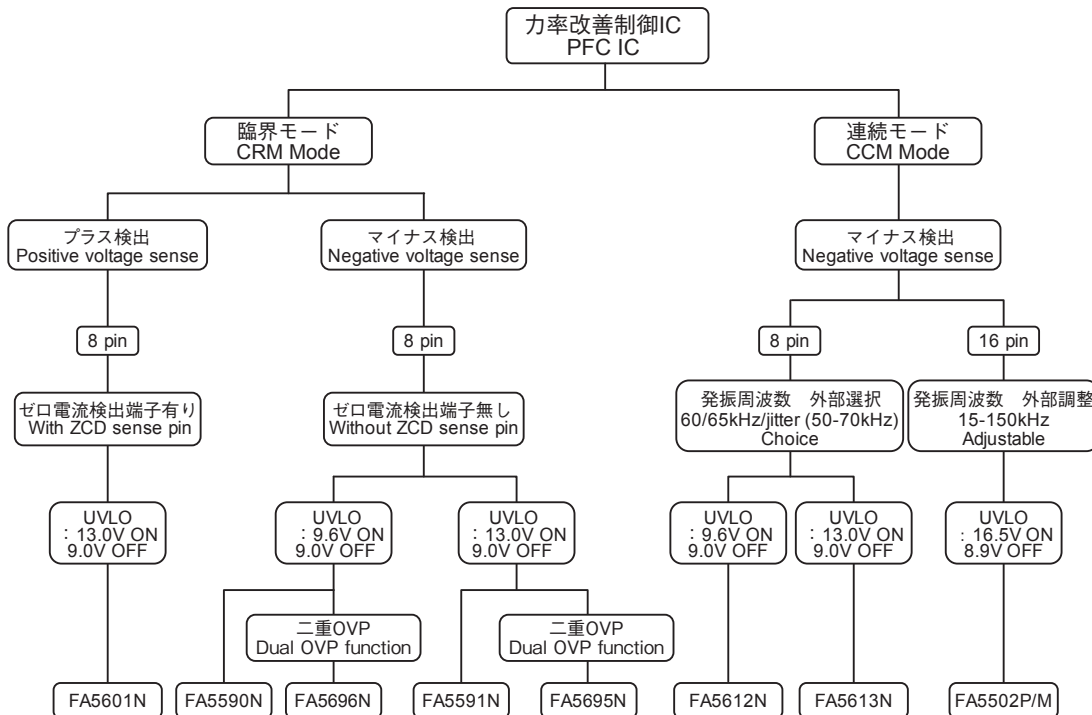 力率改善制御IC
PFC IC
臨界モード
CRM Mode
連続モード
CCM Mode
プラス検出
Positive voltage sense
マイナス検出
Negative voltage sense
マイナス検出
Negative voltage sense
8 pin
8 pin
8 pin
16 pin
ゼロ電流検出端子有り
With ZCD sense pin
ゼロ電流検出端子無し
Without ZCD sense pin
発振周波数　外部選択
60/65kHz/jitter (50-70kHz)
Choice
発振周波数　外部調整
15-150kHz
Adjustable
UVLO
：13.0V ON
9.0V OFF
UVLO
：9.6V ON
9.0V OFF
UVLO
：13.0V ON
9.0V OFF
UVLO
：9.6V ON
9.0V OFF
UVLO
：13.0V ON
9.0V OFF
UVLO
：16.5V ON
8.9V OFF
二重OVP
Dual OVP function
二重OVP
Dual OVP function
FA5601N
FA5590N
FA5696N
FA5591N
FA5695N
FA5612N
FA5613N
FA5502P/M